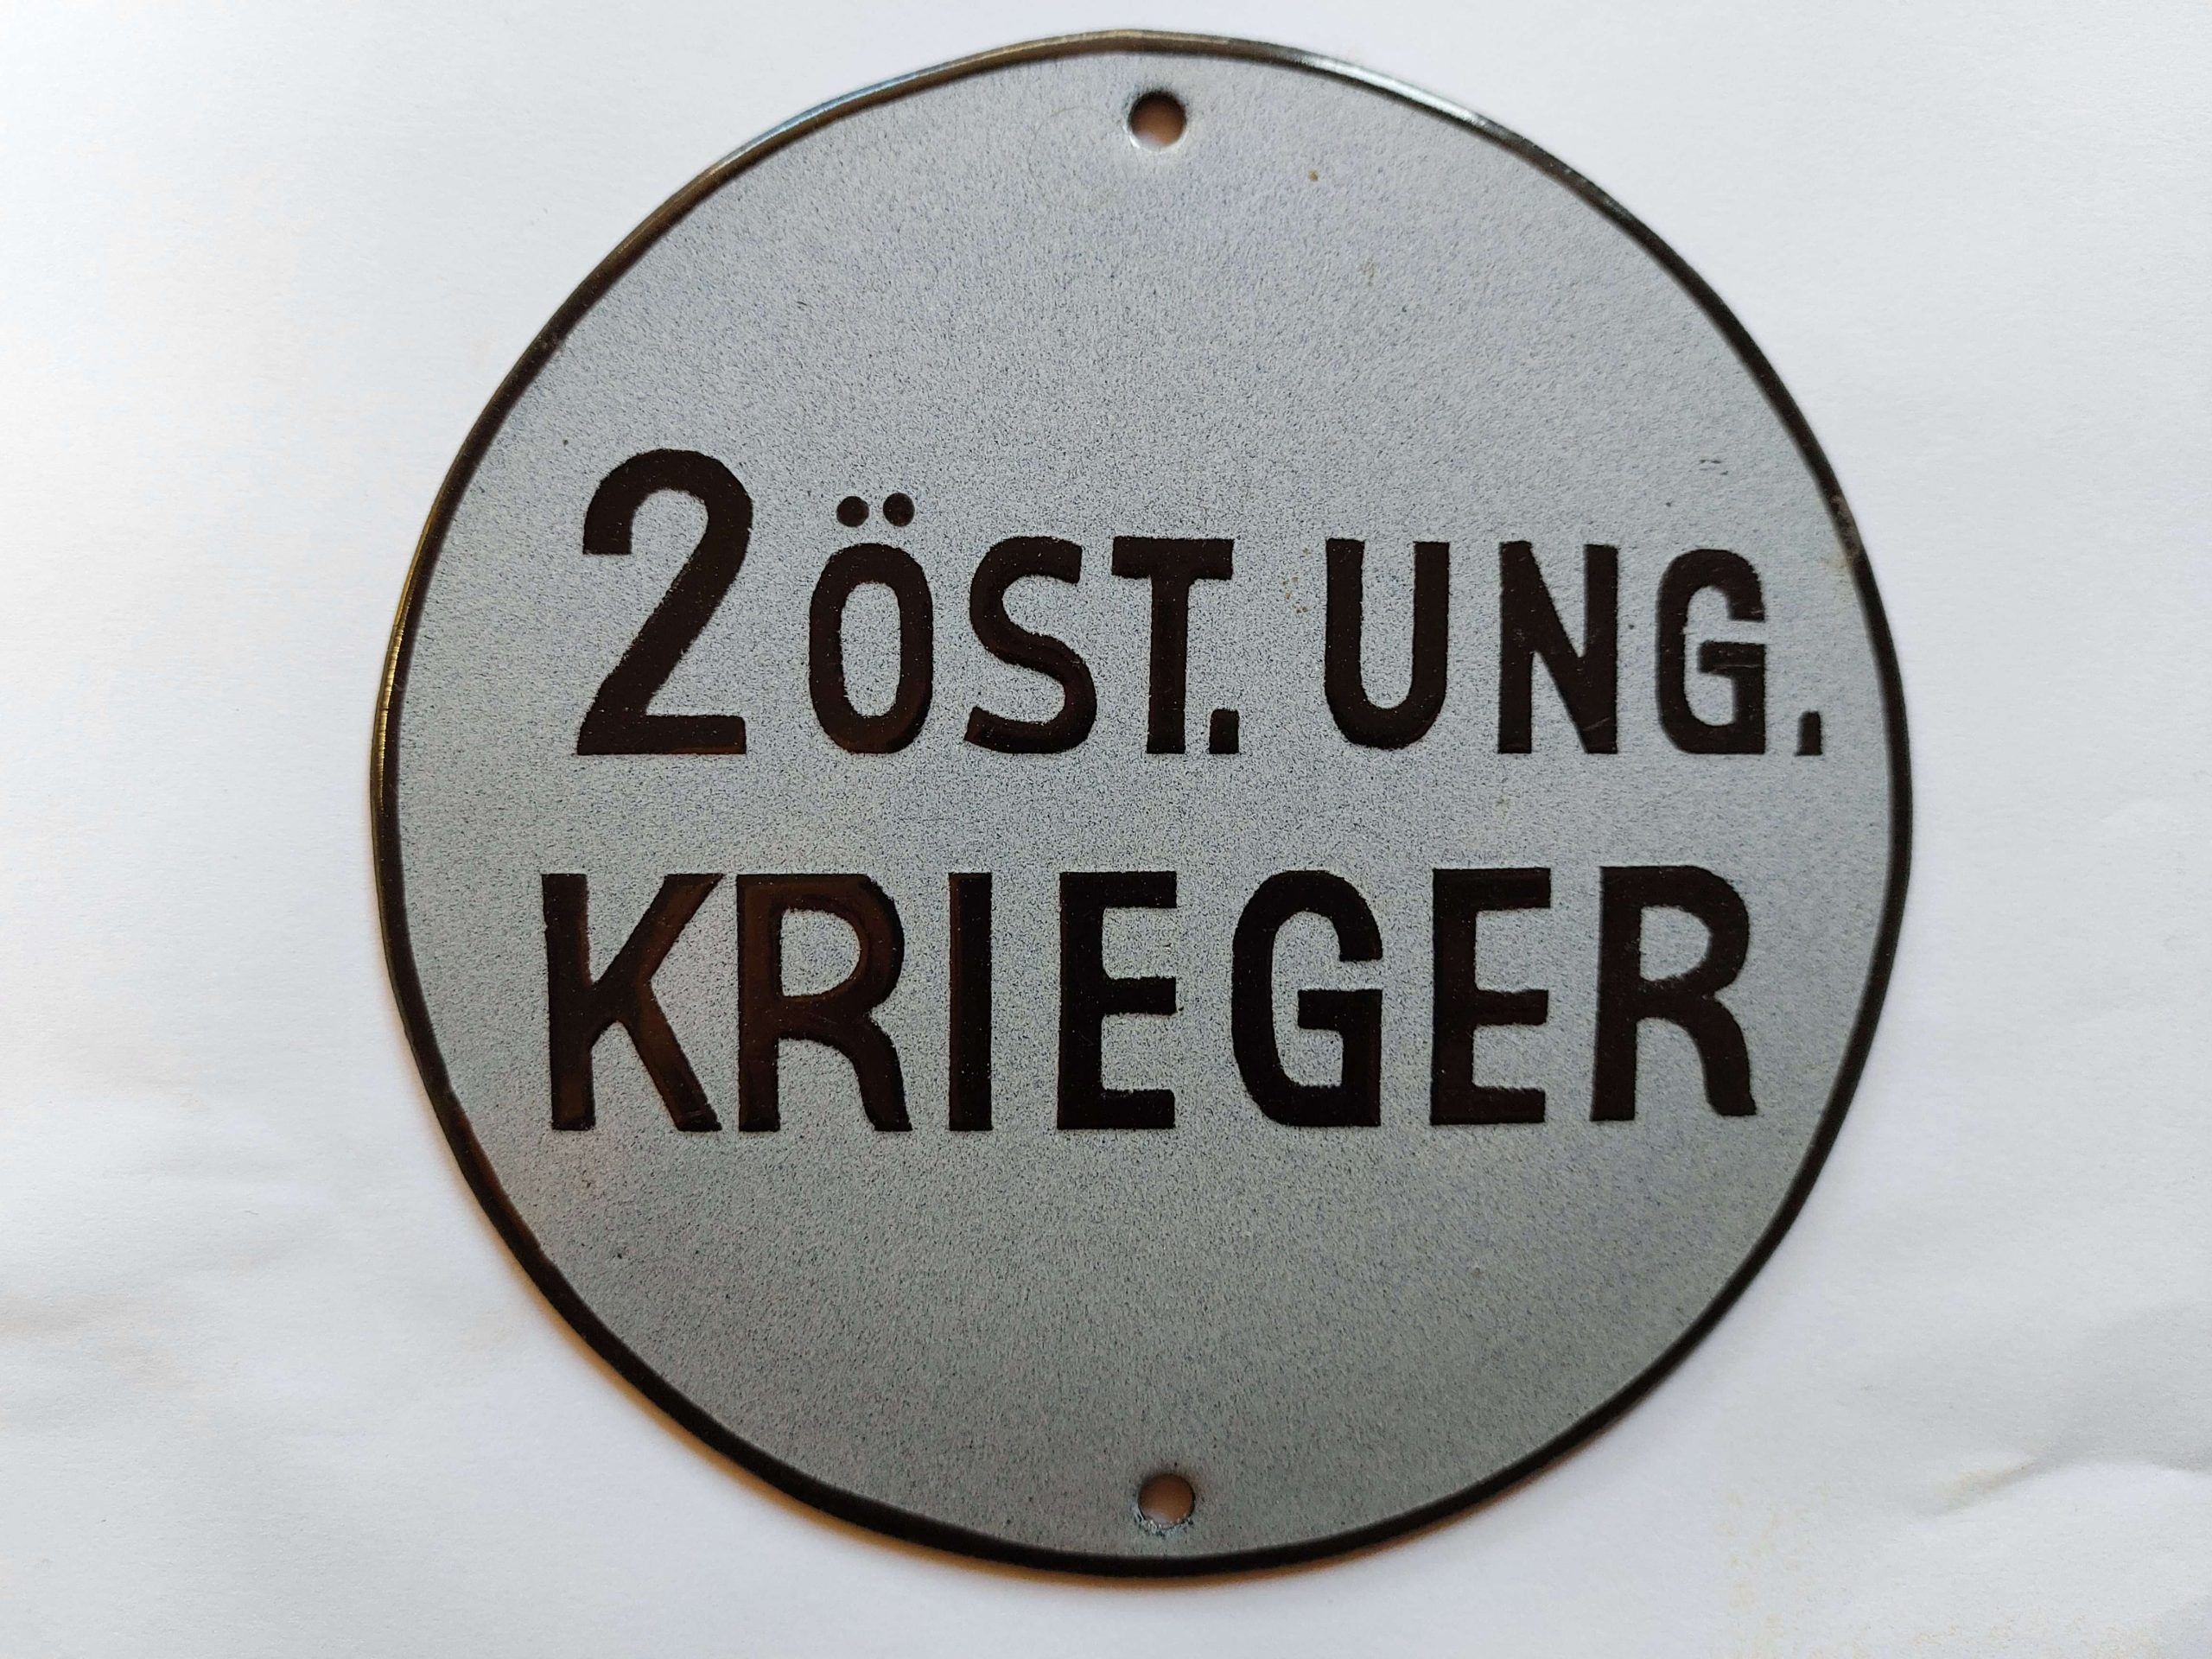 2 ÖST. UNG.
KRIEGER